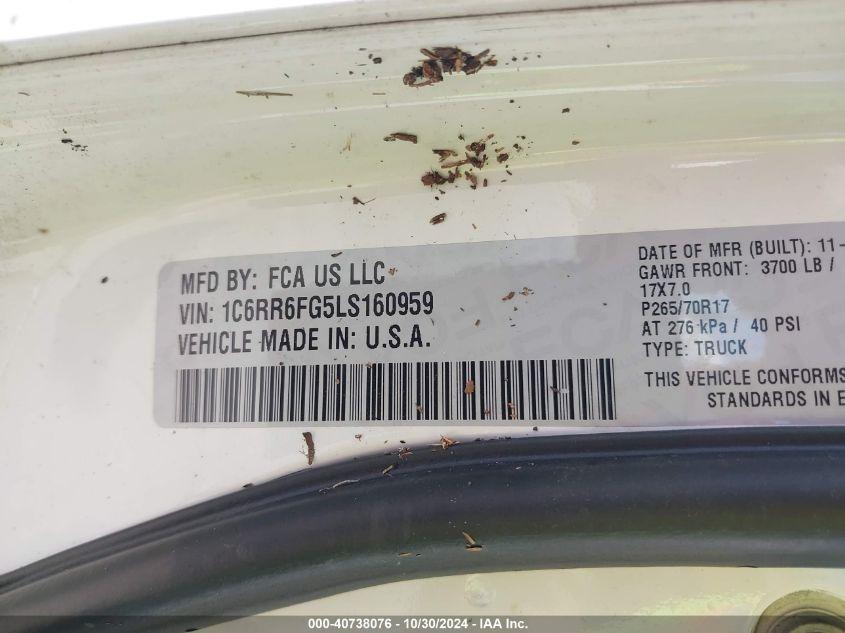 MFD BY: FCA US LLC
VIN: 1C6RR6FG5LS160959
VEHICLE MADE IN: U.S.A.
DATE OF MFR (BUILT): 11-
GAWR FRONT: 3700 LB /
17X7.0
P265/70R17
AT 276 kPa / 40 PSI
TYPE: TRUCK
THIS VEHICLE CONFORMS
STANDARDS IN E
000-40738076 - 10/30/2024 - IAA Inc.